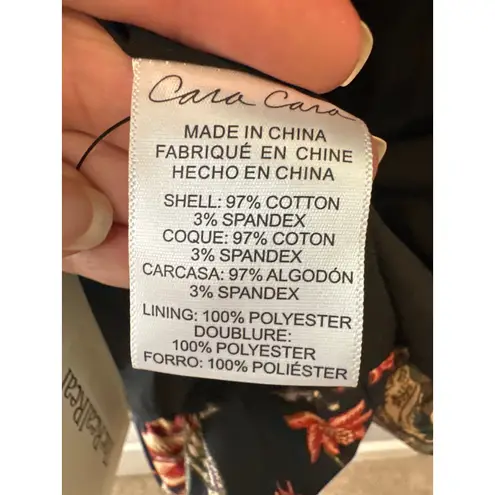 Cara Cara
MADE IN CHINA
FABRIQUÉ EN CHINE
HECHO EN CHINA
SHELL: 97% COTTON
3% SPANDEX
COQUE: 97% COTON
3% SPANDEX
CARCASA: 97% ALGODÓN
3% SPANDEX
LINING: 100% POLYESTER
DOUBLURE:
100% POLYESTER
FORRO: 100% POLIÉSTER
TheRealReal